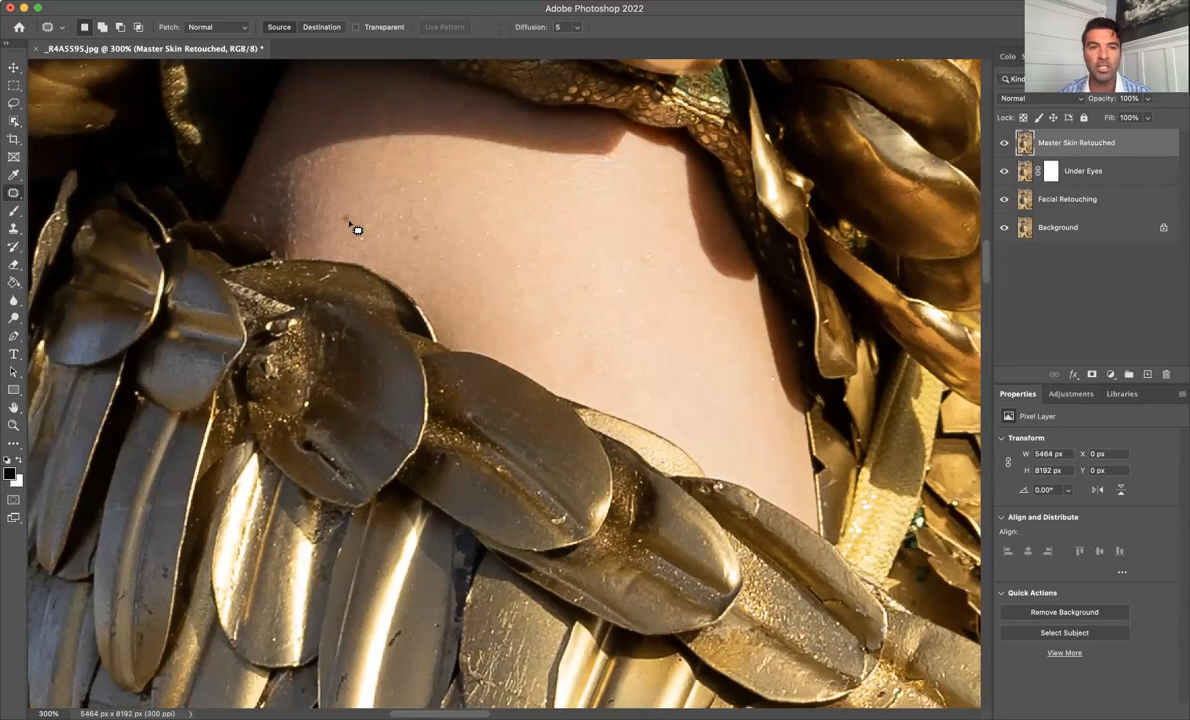 Adobe Photoshop 2022
Patch: Normal Source Destination Transparent Use Pattern Diffusion: 5
_R4A5595.jpg @ 300% (Master Skin Retouched, RGB/8) *
Colo
Kind
Normal Opacity: 100%
Lock: Fill: 100%
Master Skin Retouched
Under Eyes
Facial Retouching
Background
fx
Properties Adjustments Libraries
Pixel Layer
Transform
W 5464 px X 0 px
H 8192 px Y 0 px
0.00°
Align and Distribute
Align:
Quick Actions
Remove Background
Select Subject
View More
300% 5464 px x 8192 px (300 ppi)